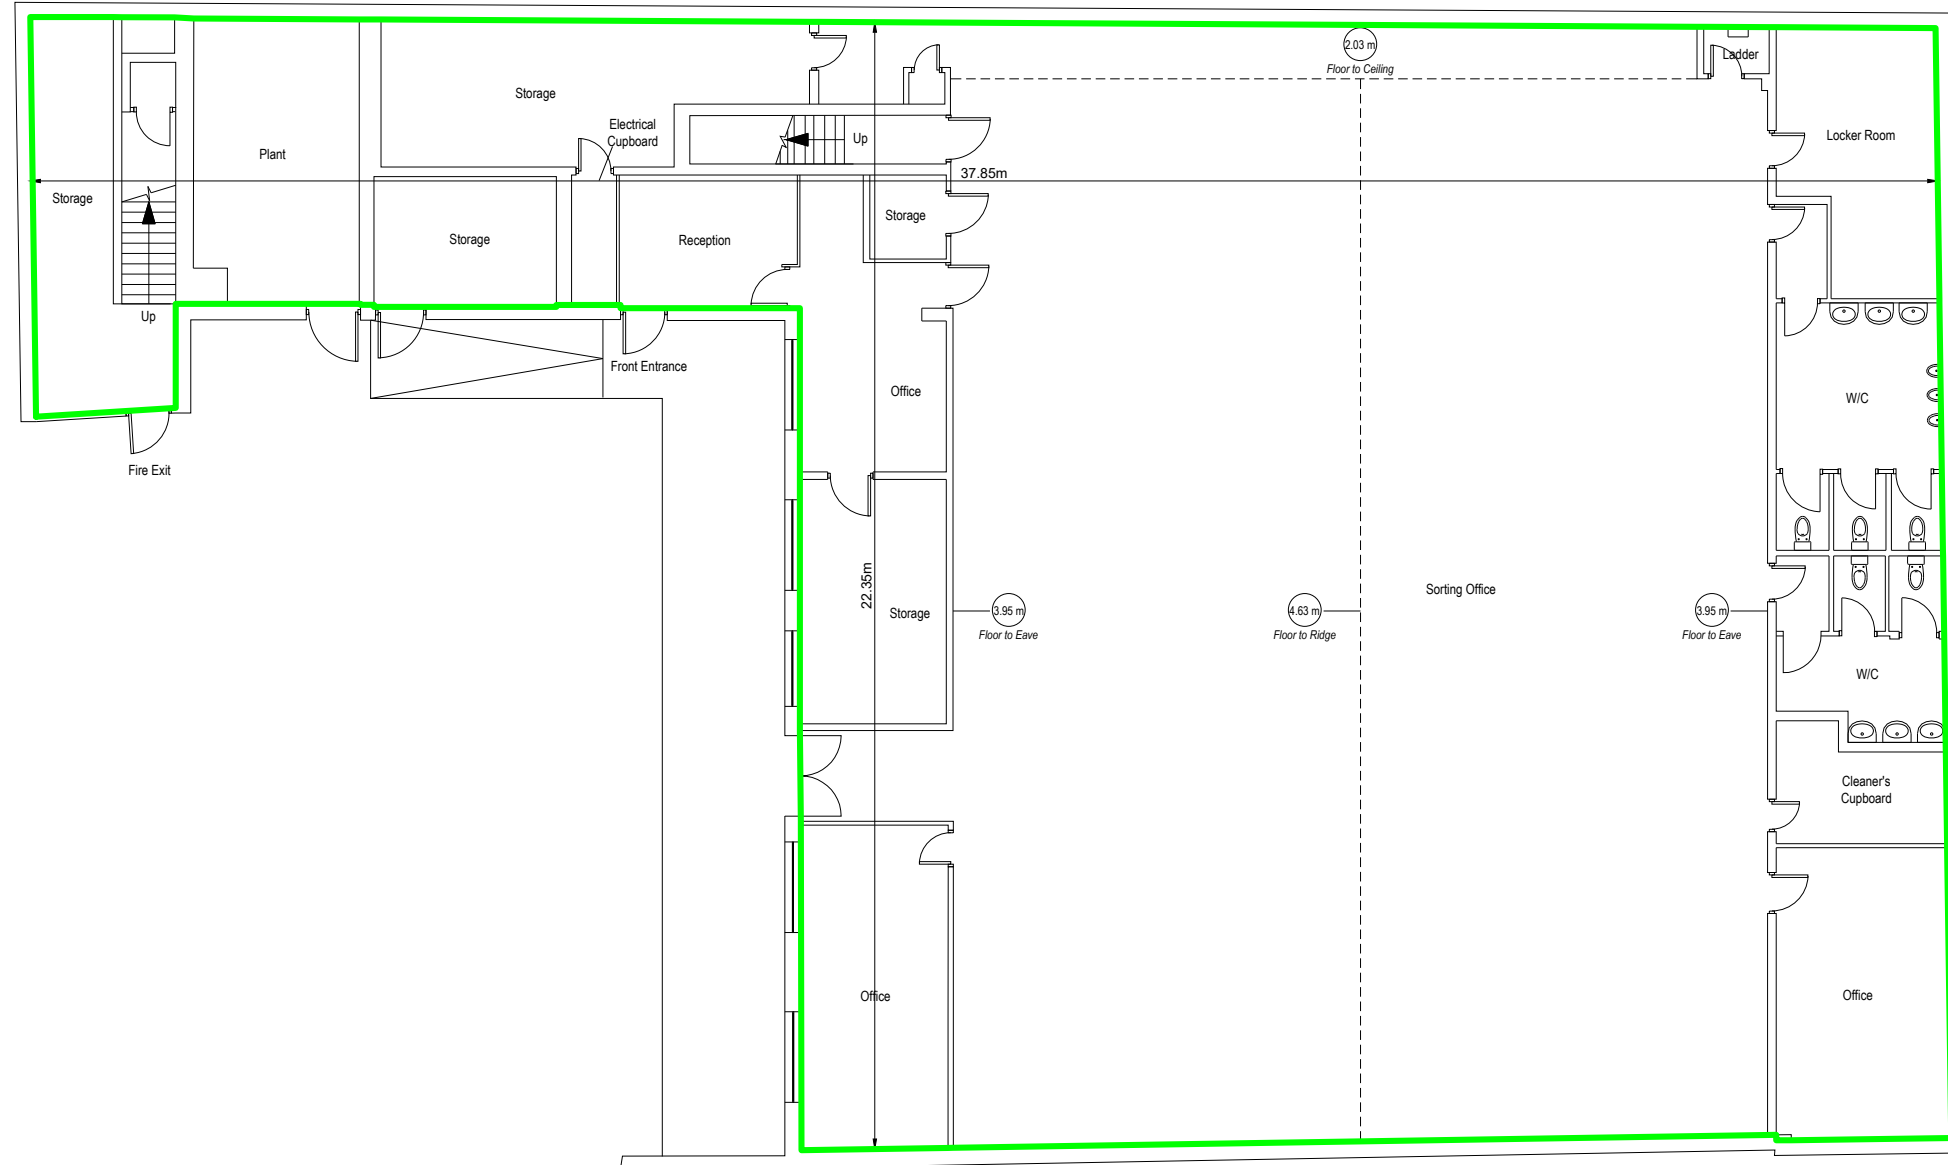 2.03 m
Floor to Ceiling
Ladder
Storage
Electrical
Cupboard
Up
Locker Room
Plant
37.85m
Storage
Storage
Storage
Reception
Up
Front Entrance
Office
W/C
Fire Exit
22.35m
Sorting Office
3.95 m
Floor to Eave
4.63 m
Floor to Ridge
3.95 m
Floor to Eave
Storage
W/C
Cleaner's
Cupboard
Office
Office